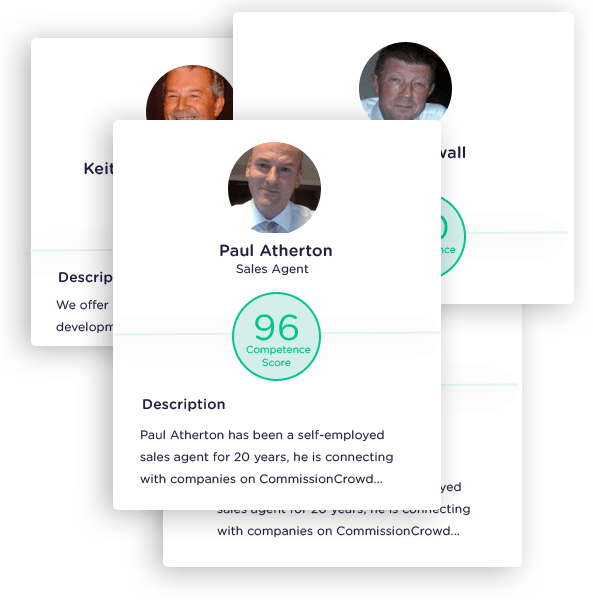 Keit
wall
nce
Descrip
We offer
developm
Paul Atherton
Sales Agent
96
Competence
Score
Description
Paul Atherton has been a self-employed
sales agent for 20 years, he is connecting
with companies on CommissionCrowd...
yed
sales agent for 20 years, he is connecting
with companies on CommissionCrowd...